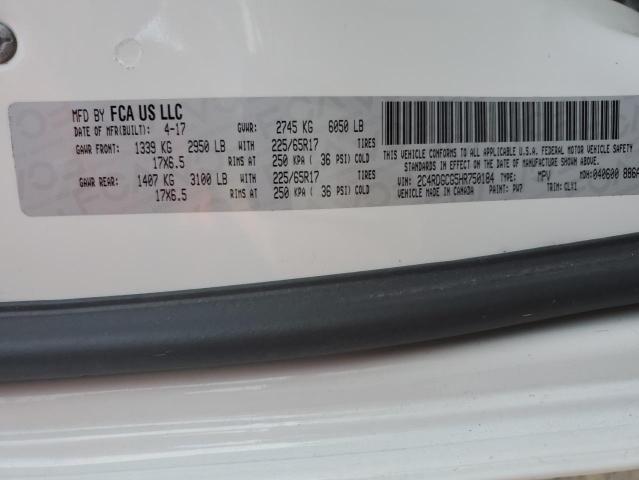 MFD BY FCA US LLC
DATE OF MFR(BUILT): 4-17 GVWR: 2745 KG 6050 LB
GAWR FRONT: 1339 KG 2950 LB WITH 225/65R17 TIRES
17X6.5 RIMS AT 250 KPA ( 36 PSI) COLD
GAWR REAR: 1407 KG 3100 LB WITH 225/65R17 TIRES
17X6.5 RIMS AT 250 KPA ( 36 PSI) COLD
THIS VEHICLE CONFORMS TO ALL APPLICABLE U.S.A. FEDERAL MOTOR VEHICLE SAFETY
STANDARDS IN EFFECT ON THE DATE OF MANUFACTURE SHOWN ABOVE.
VIN: 2C4RDGCG5HR750184 TYPE: MPV MDH: 040600 886A
VEHICLE MADE IN CANADA PAINT: PW7 TRIM: CLX1